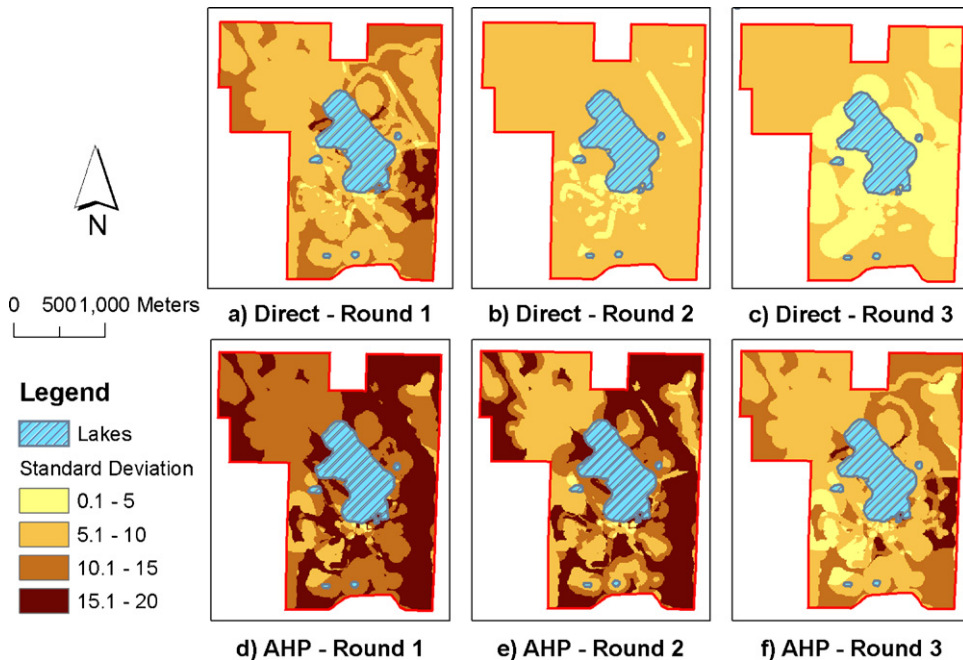 a) Direct - Round 1
b) Direct - Round 2
c) Direct - Round 3
N
0 500 1,000 Meters
d) AHP - Round 1
e) AHP - Round 2
f) AHP - Round 3
Legend
Lakes
Standard Deviation
0.1 - 5
5.1 - 10
10.1 - 15
15.1 - 20